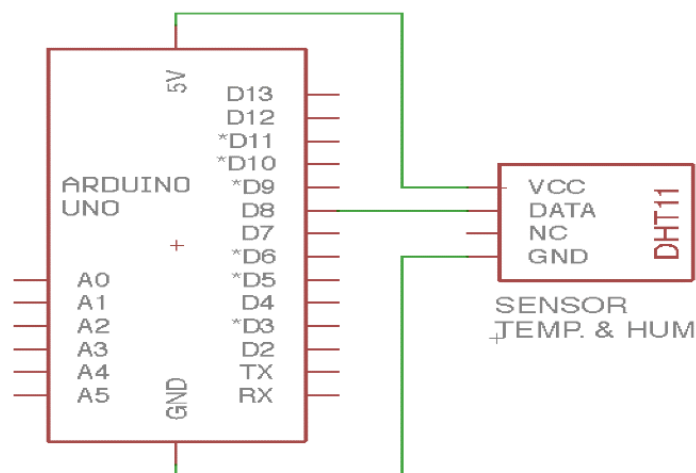 5V
ARDUINO
UNO
D13
D12
*D11
*D10
*D9
D8
D7
*D6
*D5
D4
*D3
D2
TX
RX
A0
A1
A2
A3
A4
A5
GND
VCC
DATA
NC
GND
DHT11
SENSOR
TEMP. & HUM